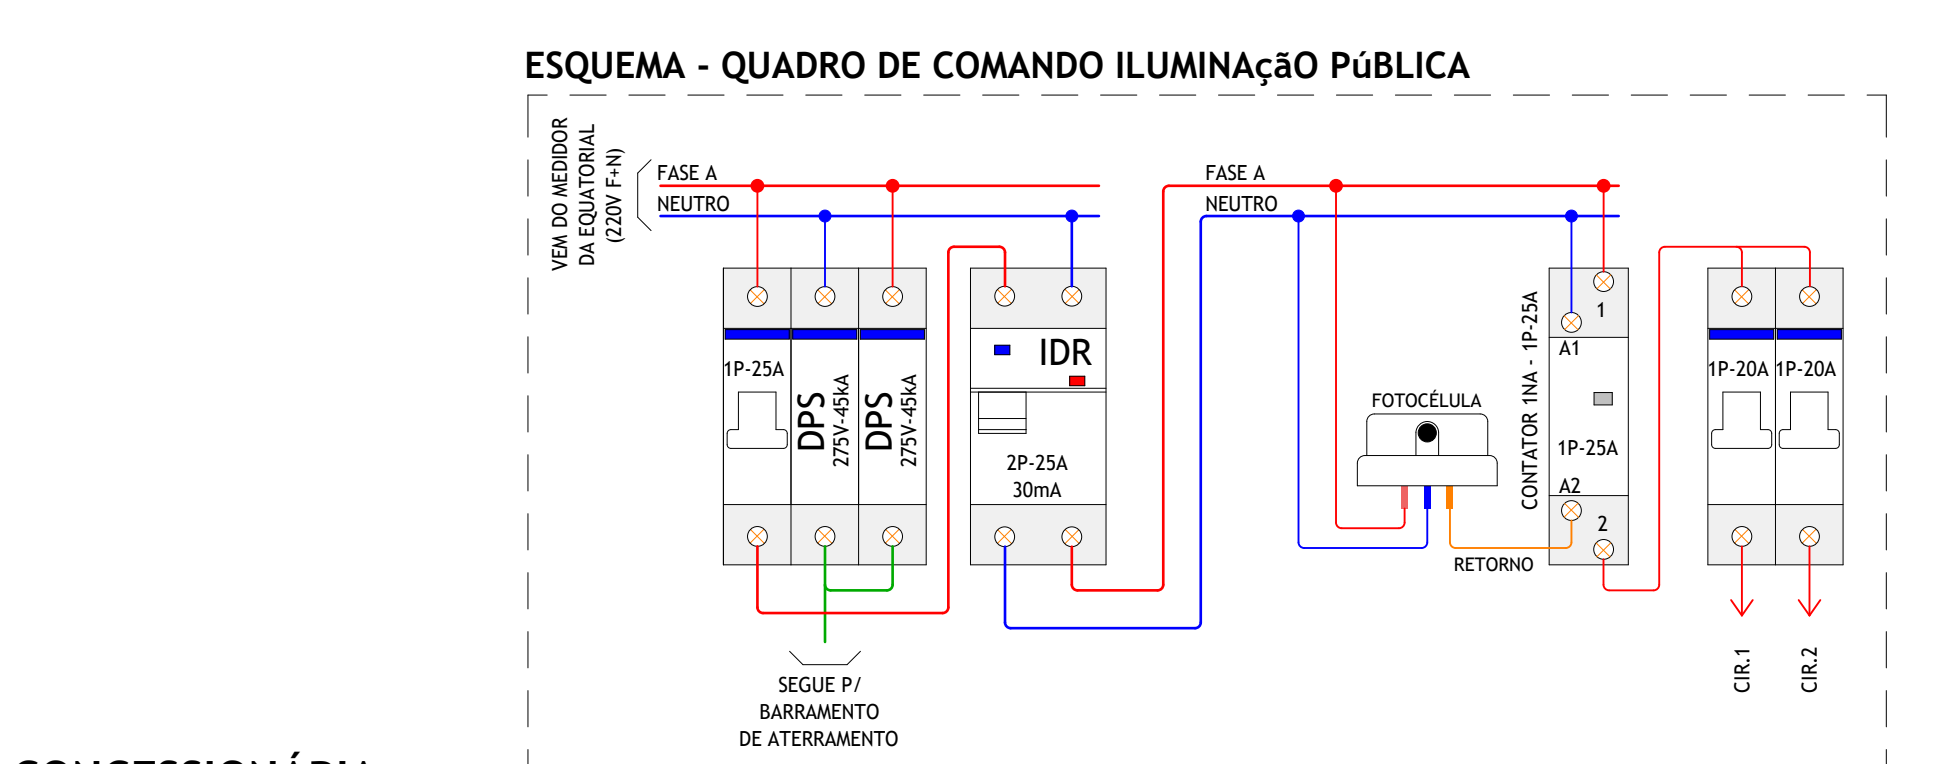 ESQUEMA - QUADRO DE COMANDO ILUMINAçãO PúBLICA
VEM DO MEDIDOR
DA EQUATORIAL
(220V F+N)
FASE A
NEUTRO
FASE A
NEUTRO
1P-25A
DPS
275V-45kA
DPS
275V-45kA
IDR
2P-25A
30mA
FOTOCÉLULA
RETORNO
CONTATOR 1NA - 1P-25A
1
A1
1P-25A
A2
2
1P-20A
1P-20A
CIR.1
CIR.2
SEGUE P/
BARRAMENTO
DE ATERRAMENTO
CONCESSIONÁRIA